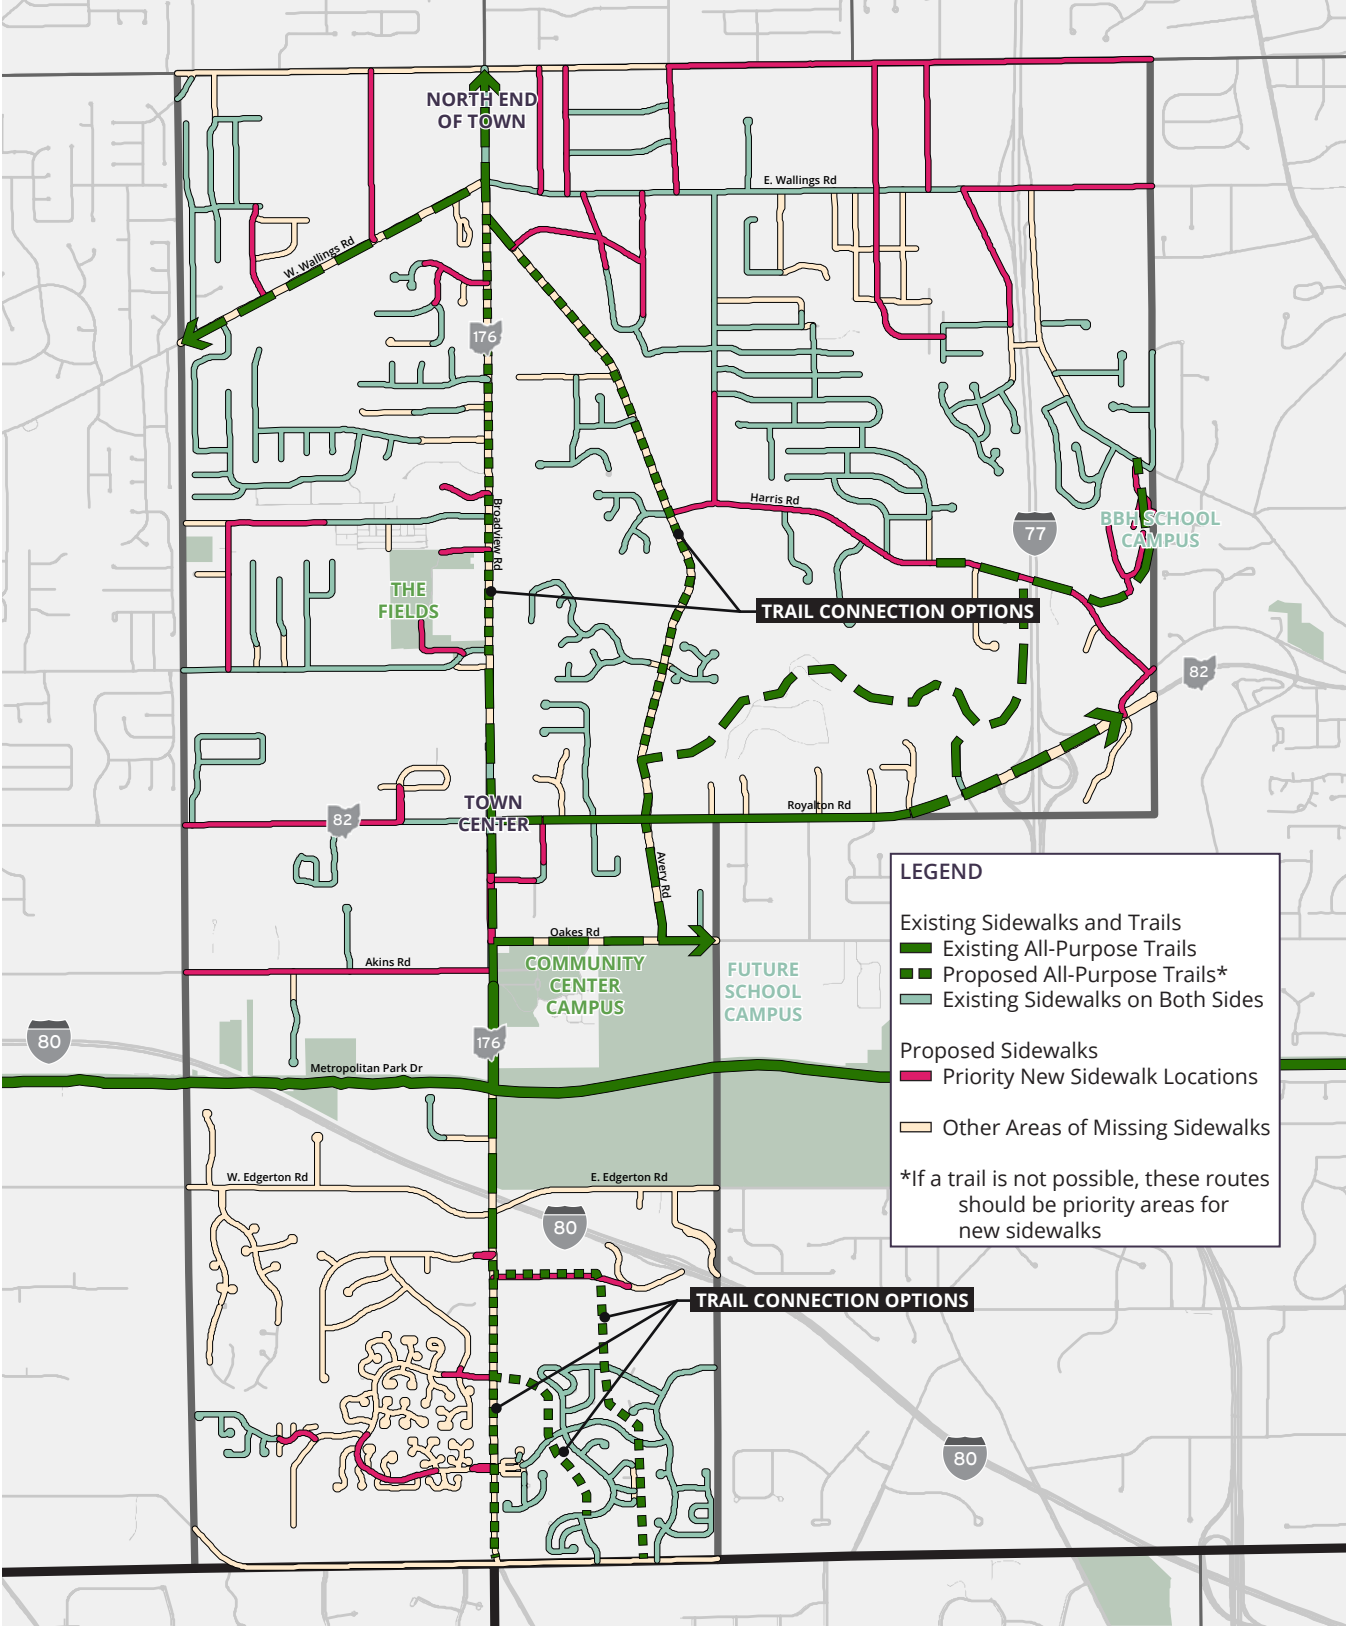 NORTH END
OF TOWN
E. Wallings Rd
W. Wallings Rd
176
Broadview Rd
Harris Rd
77
BBH SCHOOL
CAMPUS
THE
FIELDS
TRAIL CONNECTION OPTIONS
82
TOWN
CENTER
Royalton Rd
82
Avery Rd
LEGEND
Existing Sidewalks and Trails
Existing All-Purpose Trails
Proposed All-Purpose Trails*
Existing Sidewalks on Both Sides
Proposed Sidewalks
Priority New Sidewalk Locations
Other Areas of Missing Sidewalks
*If a trail is not possible, these routes
should be priority areas for
new sidewalks
Oakes Rd
Akins Rd
COMMUNITY
CENTER
CAMPUS
FUTURE
SCHOOL
CAMPUS
80
176
Metropolitan Park Dr
W. Edgerton Rd
E. Edgerton Rd
80
TRAIL CONNECTION OPTIONS
80